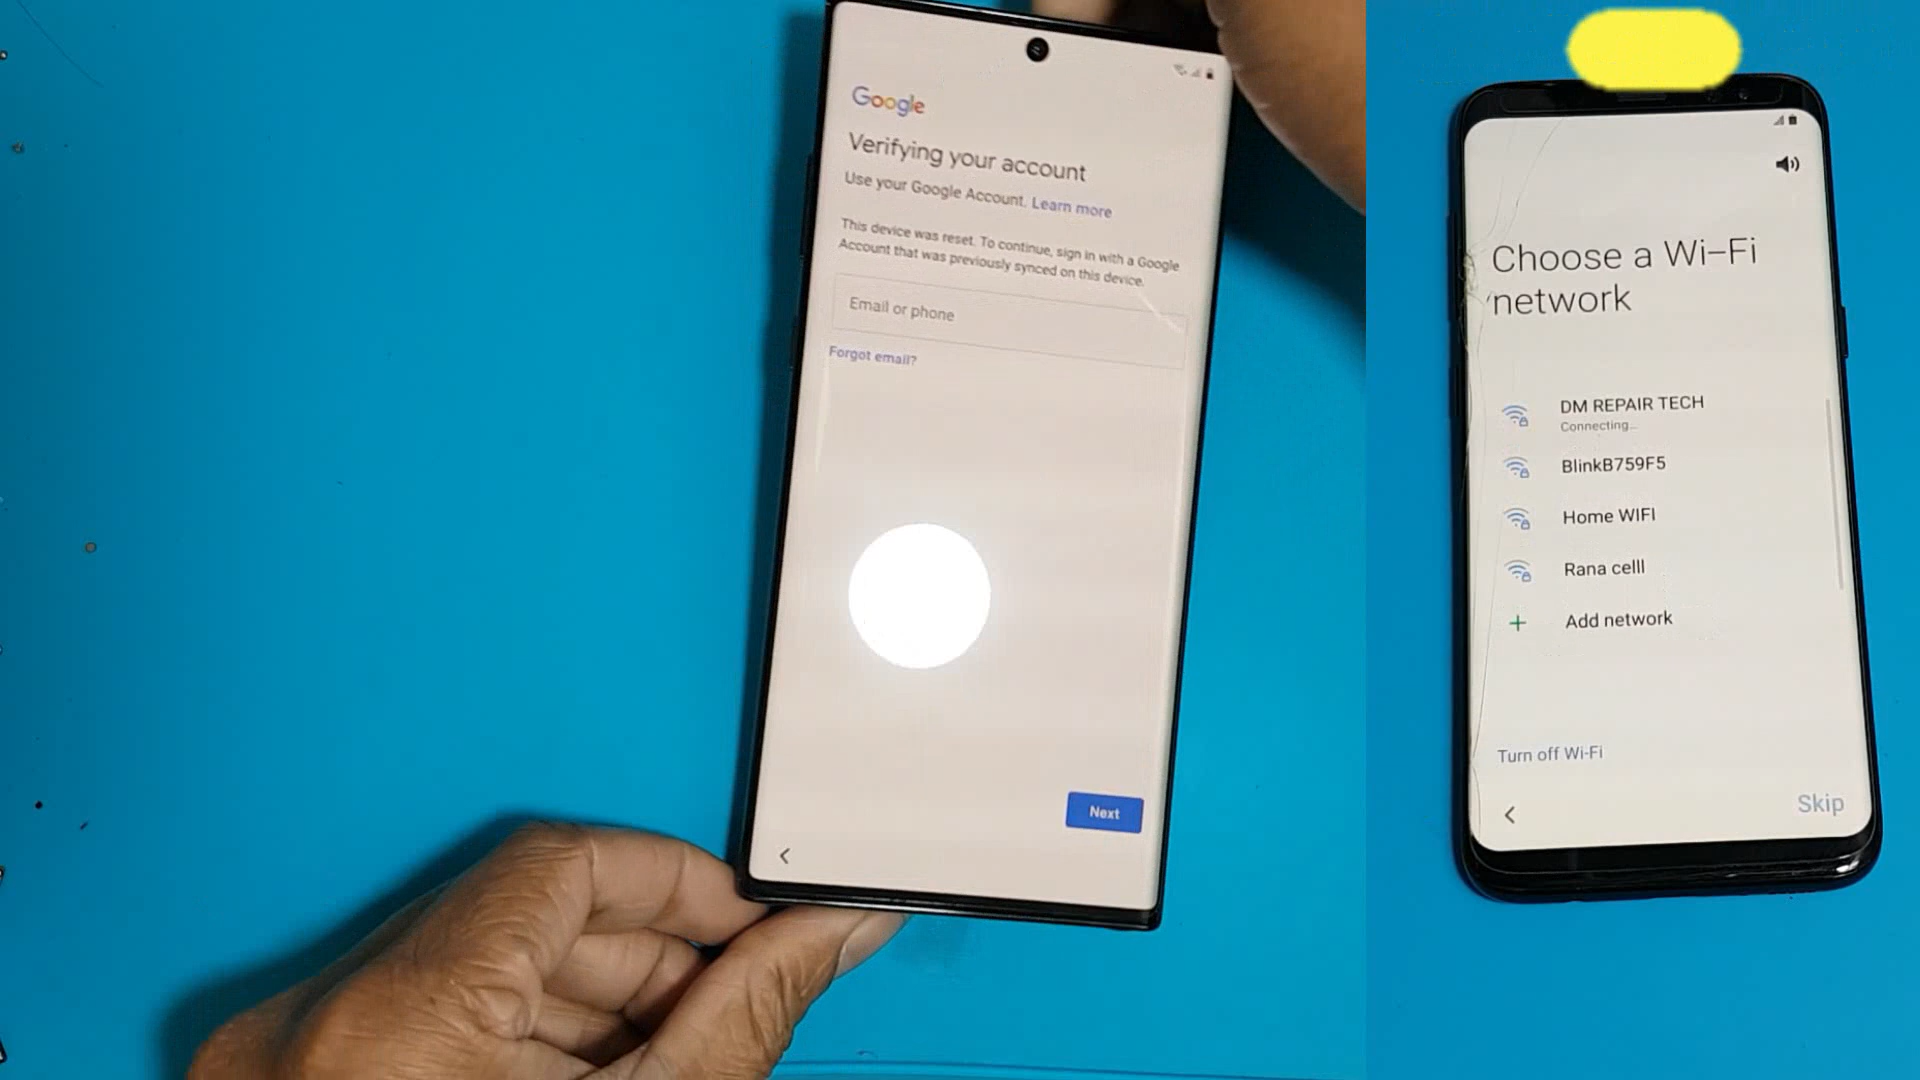 Google
Verifying your account
Use your Google Account. Learn more
This device was reset. To continue, sign in with a Google
Account that was previously synced on this device.
Email or phone
Forgot email?
Next
Choose a Wi-Fi
network
DM REPAIR TECH
Connecting...
BlinkB759F5
Home WIFI
Rana celll
Add network
Turn off Wi-Fi
Skip